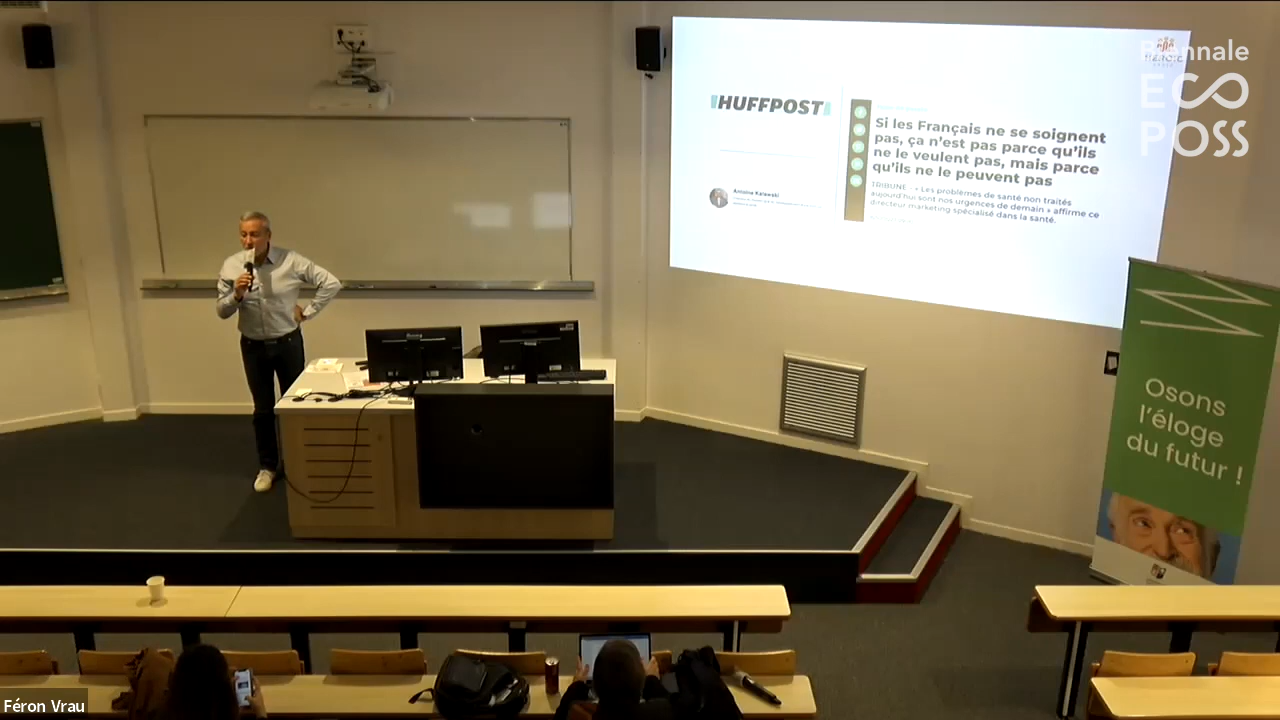 Biennale
ECO
POSS
HUFFPOST
Si les Français ne se soignent
pas, ça n'est pas parce qu'ils
ne le veulent pas, mais parce
qu'ils ne le peuvent pas
TRIBUNE - « Les problèmes de santé non traités
aujourd'hui sont nos urgences de demain » affirme ce
directeur marketing spécialisé dans la santé.
Antoine Kalawski
Osons
l'éloge
du futur !
Féron Vrau